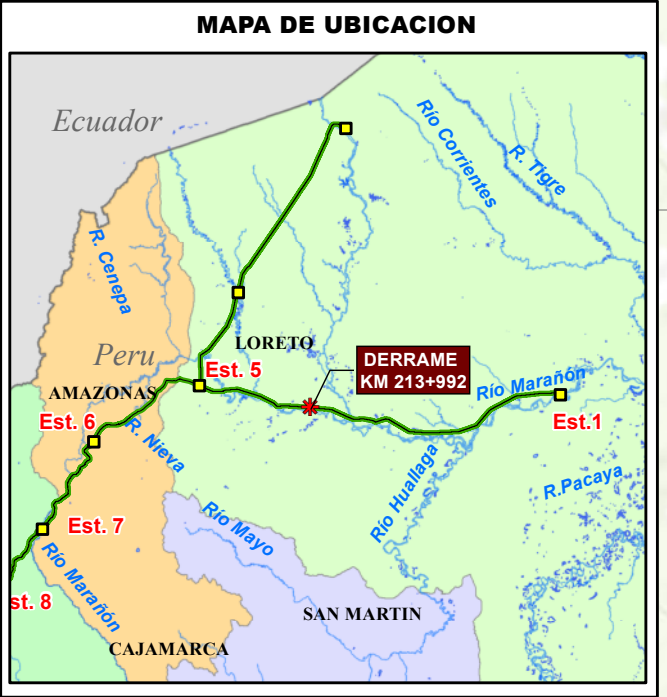 MAPA DE UBICACION
Ecuador
Río Corrientes
R. Tigre
R. Cenepa
LORETO
Peru
Est. 5
DERRAME
KM 213+992
Río Marañón
AMAZONAS
Est. 6
Est.1
R. Nieva
Río Huallaga
R.Pacaya
Est. 7
Río Mayo
Río Marañón
st. 8
SAN MARTIN
CAJAMARCA